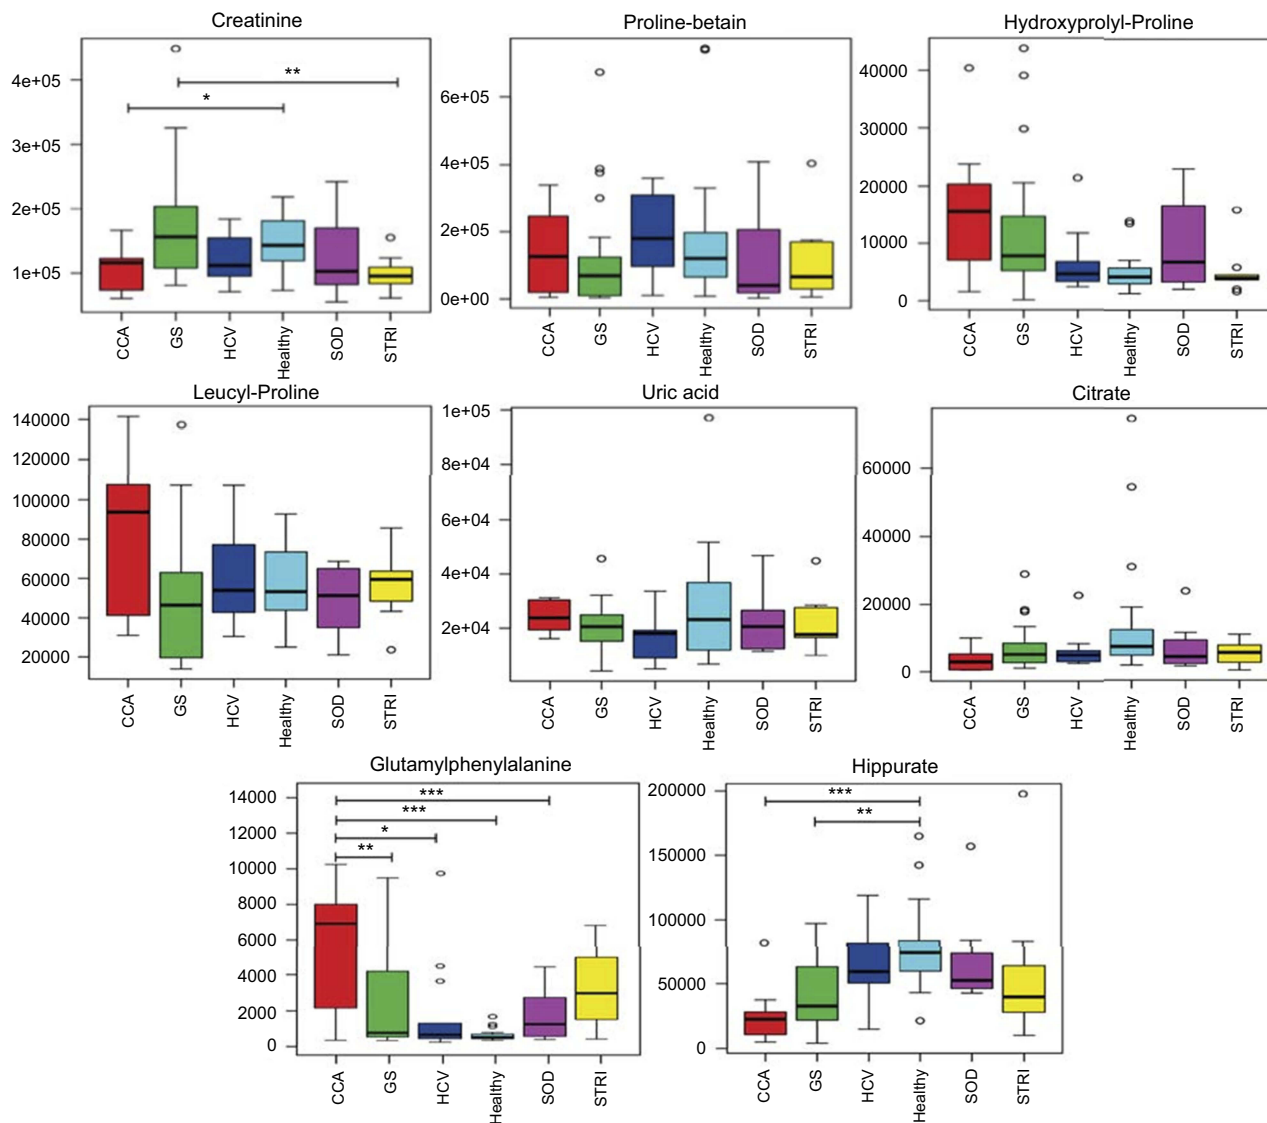 Creatinine
4e+05
3e+05
2e+05
1e+05
**
*
CCA
GS
HCV
Healthy
SOD
STRI
Proline-betain
6e+05
4e+05
2e+05
0e+00
CCA
GS
HCV
Healthy
SOD
STRI
Hydroxyprolyl-Proline
40000
30000
20000
10000
0
CCA
GS
HCV
Healthy
SOD
STRI
Leucyl-Proline
140000
120000
100000
80000
60000
40000
20000
CCA
GS
HCV
Healthy
SOD
STRI
Uric acid
1e+05
8e+04
6e+04
4e+04
2e+04
CCA
GS
HCV
Healthy
SOD
STRI
Citrate
60000
40000
20000
0
CCA
GS
HCV
Healthy
SOD
STRI
Glutamylphenylalanine
14000
12000
10000
8000
6000
4000
2000
0
***
***
*
**
CCA
GS
HCV
Healthy
SOD
STRI
Hippurate
200000
150000
100000
50000
0
***
**
CCA
GS
HCV
Healthy
SOD
STRI